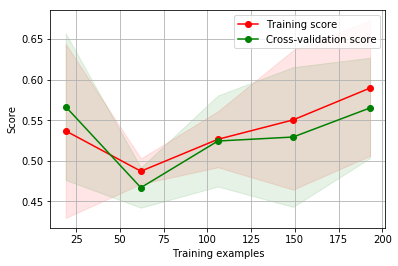 Training score
Cross-validation score
0.65
0.60
0.55
0.50
0.45
Score
25 50 75 100 125 150 175 200
Training examples